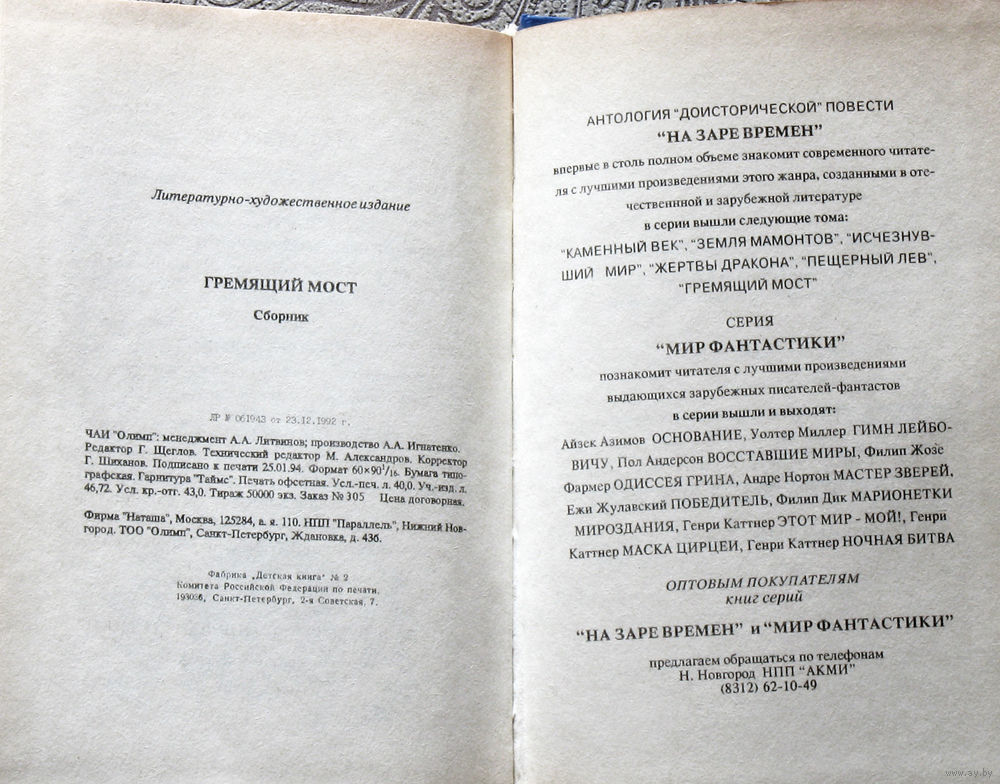 Литературно-художественное издание
ГРЕМЯЩИЙ МОСТ
Сборник
ЛР № 061943 от 23.12.1992 г.
ЧАИ "Олимп": менеджмент А.А. Литвинов; производство А.А. Игнатенко.
Редактор Г. Щеглов. Технический редактор М. Александров. Корректор
Г. Шиханов. Подписано к печати 25.01.94. Формат 60×90 1/16. Бумага типо-
графская. Гарнитура "Таймс". Печать офсетная. Усл.-печ. л. 40,0. Уч.-изд. л.
46,72. Усл. кр.-отт. 43,0. Тираж 50000 экз. Заказ № 305 Цена договорная.
Фирма "Наташа", Москва, 125284, а. я. 110. НПП "Параллель", Нижний Нов-
город. ТОО "Олимп", Санкт-Петербург, Ждановка, д. 43б.
Фабрика „Детская книга" № 2
Комитета Российской Федерации по печати.
193036, Санкт-Петербург, 2-я Советская, 7.
АНТОЛОГИЯ "ДОИСТОРИЧЕСКОЙ" ПОВЕСТИ
"НА ЗАРЕ ВРЕМЕН"
впервые в столь полном объеме знакомит современного читате-
ля с лучшими произведениями этого жанра, созданными в оте-
чественнной и зарубежной литературе
в серии вышли следующие тома:
"КАМЕННЫЙ ВЕК", "ЗЕМЛЯ МАМОНТОВ", "ИСЧЕЗНУВ-
ШИЙ МИР", "ЖЕРТВЫ ДРАКОНА", "ПЕЩЕРНЫЙ ЛЕВ",
"ГРЕМЯЩИЙ МОСТ"
СЕРИЯ
"МИР ФАНТАСТИКИ"
познакомит читателя с лучшими произведениями
выдающихся зарубежных писателей-фантастов
в серии вышли и выходят:
Айзек Азимов ОСНОВАНИЕ, Уолтер Миллер ГИМН ЛЕЙБО-
ВИЧУ, Пол Андерсон ВОССТАВШИЕ МИРЫ, Филип Жозе
Фармер ОДИССЕЯ ГРИНА, Андре Нортон МАСТЕР ЗВЕРЕЙ,
Ежи Жулавский ПОБЕДИТЕЛЬ, Филип Дик МАРИОНЕТКИ
МИРОЗДАНИЯ, Генри Каттнер ЭТОТ МИР - МОЙ!, Генри
Каттнер МАСКА ЦИРЦЕИ, Генри Каттнер НОЧНАЯ БИТВА
ОПТОВЫМ ПОКУПАТЕЛЯМ
книг серий
"НА ЗАРЕ ВРЕМЕН" и "МИР ФАНТАСТИКИ"
предлагаем обращаться по телефонам
Н. Новгород НПП "АКМИ"
(8312) 62-10-49
www.ay.by